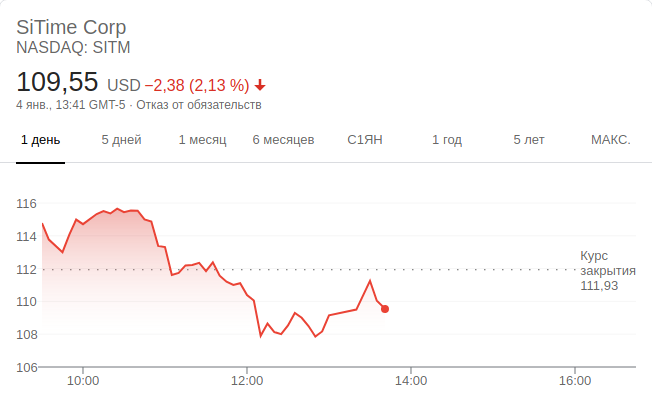 SiTime Corp
NASDAQ: SITM
109,55 USD −2,38 (2,13 %)
4 янв., 13:41 GMT-5 · Отказ от обязательств
1 день 5 дней 1 месяц 6 месяцев С1ЯН 1 год 5 лет МАКС.
116
114
112
110
108
106
Курс
закрытия
111,93
10:00 12:00 14:00 16:00